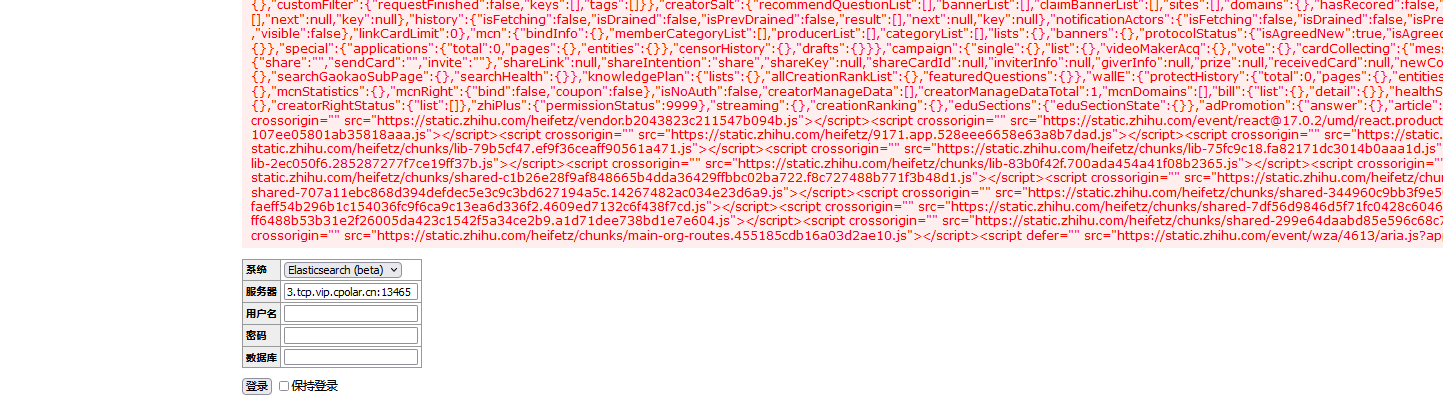 {},"customFilter":{"requestFinished":false,"keys":[],"tags":[]}},"creatorSalt":{"recommendQuestionList":[],"bannerList":[],"claimBannerList":[],"sites":[],"domains":{},"hasRecored":false,"
[],"next":null,"key":null},"history":{"isFetching":false,"isDrained":false,"isPrevDrained":false,"result":[],"next":null,"key":null},"notificationActors":{"isFetching":false,"isDrained":false,"isPre
,"visible":false},"linkCardLimit":0},"mcn":{"bindInfo":{},"memberCategoryList":[],"producerList":[],"categoryList":[],"lists":{},"banners":{},"protocolStatus":{"isAgreedNew":true,"isAgreed
{}}},"special":{"applications":{"total":0,"pages":{},"entities":{}},"censorHistory":{},"drafts":{}}},"campaign":{"single":{},"list":{},"videoMakerAcq":{},"vote":{},"cardCollecting":{"mess
{"share":"","sendCard":"","invite":""},"shareLink":null,"shareIntention":"share","shareKey":null,"shareCardId":null,"inviterInfo":null,"giverInfo":null,"prize":null,"receivedCard":null,"newCo
{},"searchGaokaoSubPage":{},"searchHealth":{}},"knowledgePlan":{"lists":{},"allCreationRankList":{},"featuredQuestions":{}},"wallE":{"protectHistory":{"total":0,"pages":{},"entities
{},"mcnStatistics":{},"mcnRight":{"bind":false,"coupon":false},"isNoAuth":false,"creatorManageData":[],"creatorManageDataTotal":1,"mcnDomains":[],"bill":{"list":{},"detail":{}},"healthS
{},"creatorRightStatus":{"list":[]},"zhiPlus":{"permissionStatus":9999},"streaming":{},"creationRanking":{},"eduSections":{"eduSectionState":{}},"adPromotion":{"answer":{},"article":
crossorigin="" src="https://static.zhihu.com/heifetz/vendor.b2043823c211547b094b.js"></script><script crossorigin="" src="https://static.zhihu.com/event/react@17.0.2/umd/react.product
107ee05801ab35818aaa.js"></script><script crossorigin="" src="https://static.zhihu.com/heifetz/9171.app.528eee6658e63a8b7dad.js"></script><script crossorigin="" src="https://static.
static.zhihu.com/heifetz/chunks/lib-79b5cf47.ef9f36ceaff90561a471.js"></script><script crossorigin="" src="https://static.zhihu.com/heifetz/chunks/lib-75fc9c18.fa82171dc3014b0aaa1d.js"
lib-2ec050f6.285287277f7ce19ff37b.js"></script><script crossorigin="" src="https://static.zhihu.com/heifetz/chunks/lib-83b0f42f.700ada454a41f08b2365.js"></script><script crossorigin=""
static.zhihu.com/heifetz/chunks/shared-c1b26e28f9af848665b4dda36429ffbbc02ba722.f8c727488b771f3b48d1.js"></script><script crossorigin="" src="https://static.zhihu.com/heifetz/
shared-707a11ebc868d394defdec5e3c9c3bd627194a5c.14267482ac034e23d6a9.js"></script><script crossorigin="" src="https://static.zhihu.com/heifetz/chunks/shared-344960c9bb3f9e5
faeff54b296b1c154036fc9f6ca9c13ea6d336f2.4609ed7132c6f438f7cd.js"></script><script crossorigin="" src="https://static.zhihu.com/heifetz/chunks/shared-7df56d9846d5f71fc0428c6046
ff6488b53b31e2f26005da423c1542f5a34ce2b9.a1d71dee738bd1e7e604.js"></script><script crossorigin="" src="https://static.zhihu.com/heifetz/chunks/shared-299e64daabd85e596c68c7
crossorigin="" src="https://static.zhihu.com/heifetz/chunks/main-org-routes.455185cdb16a03d2ae10.js"></script><script defer="" src="https://static.zhihu.com/event/wza/4613/aria.js?app
系统 Elasticsearch (beta)
服务器 3.tcp.vip.cpolar.cn:13465
用户名
密码
数据库
登录 保持登录